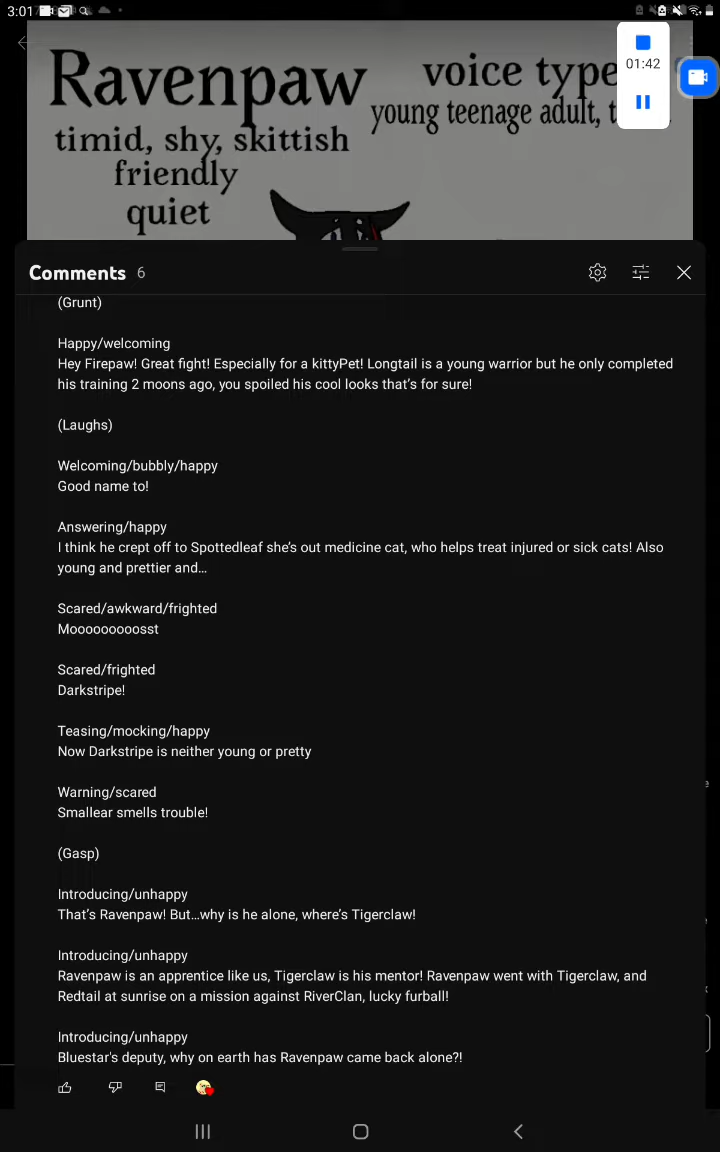 3:01
01:42
Ravenpaw
voice type
young teenage adult,
timid, shy, skittish
friendly
quiet
Comments 6
(Grunt)
Happy/welcoming
Hey Firepaw! Great fight! Especially for a kittyPet! Longtail is a young warrior but he only completed
his training 2 moons ago, you spoiled his cool looks that's for sure!
(Laughs)
Welcoming/bubbly/happy
Good name to!
Answering/happy
I think he crept off to Spottedleaf she's out medicine cat, who helps treat injured or sick cats! Also
young and prettier and...
Scared/awkward/frighted
Mooooooooosst
Scared/frighted
Darkstripe!
Teasing/mocking/happy
Now Darkstripe is neither young or pretty
Warning/scared
Smallear smells trouble!
(Gasp)
Introducing/unhappy
That's Ravenpaw! But...why is he alone, where's Tigerclaw!
Introducing/unhappy
Ravenpaw is an apprentice like us, Tigerclaw is his mentor! Ravenpaw went with Tigerclaw, and
Redtail at sunrise on a mission against RiverClan, lucky furball!
Introducing/unhappy
Bluestar's deputy, why on earth has Ravenpaw came back alone?!